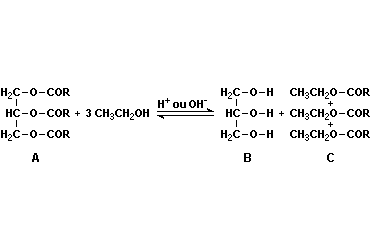 H₂C–O–COR H⁺ ou OH⁻ H₂C–O–H CH₃CH₂O–COR
+
HC–O–COR + 3 CH₃CH₂OH HC–O–H + CH₃CH₂O–COR
+
H₂C–O–COR H₂C–O–H CH₃CH₂O–COR
A B C